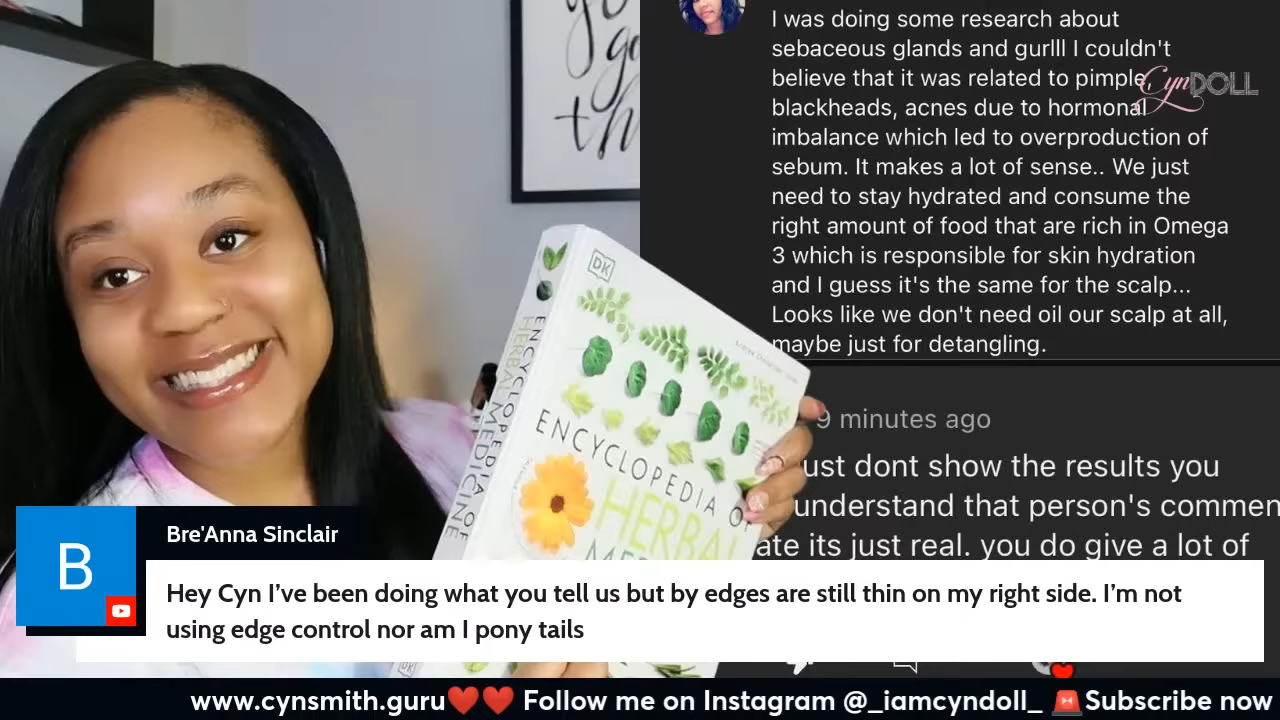 I was doing some research about
sebaceous glands and gurlll I couldn't
believe that it was related to pimple
blackheads, acnes due to hormonal
imbalance which led to overproduction of
sebum. It makes a lot of sense.. We just
need to stay hydrated and consume the
right amount of food that are rich in Omega
3 which is responsible for skin hydration
and I guess it's the same for the scalp...
Looks like we don't need oil our scalp at all,
maybe just for detangling.
CynDOLL
9 minutes ago
ust dont show the results you
understand that person's commen
ate its just real. you do give a lot of
DK
ENCYCLOPEDIA OF
HERBAL
MEDICINE
ENCYCLOPEDIA OF
HERBAL
B
Bre'Anna Sinclair
Hey Cyn I've been doing what you tell us but by edges are still thin on my right side. I'm not
using edge control nor am I pony tails
www.cynsmith.guru❤️❤️ Follow me on Instagram @_iamcyndoll_ 🚨Subscribe now